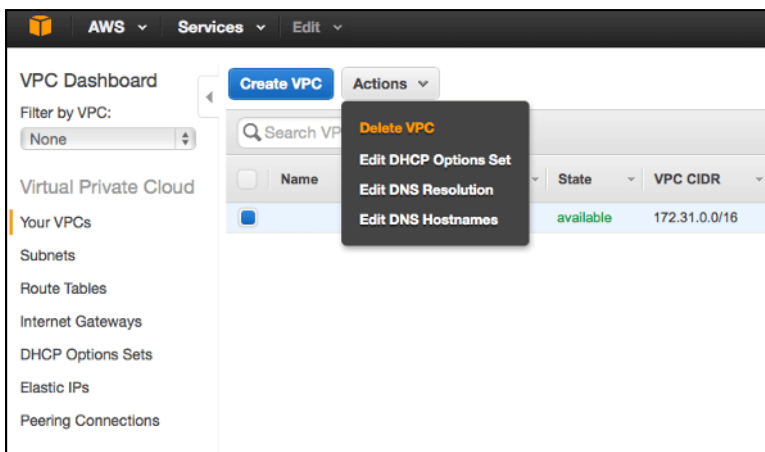 AWS Services Edit
VPC Dashboard
Filter by VPC:
None
Virtual Private Cloud
Your VPCs
Subnets
Route Tables
Internet Gateways
DHCP Options Sets
Elastic IPs
Peering Connections
Create VPC Actions
Search VP
Delete VPC
Edit DHCP Options Set
Edit DNS Resolution
Edit DNS Hostnames
Name State VPC CIDR
available 172.31.0.0/16